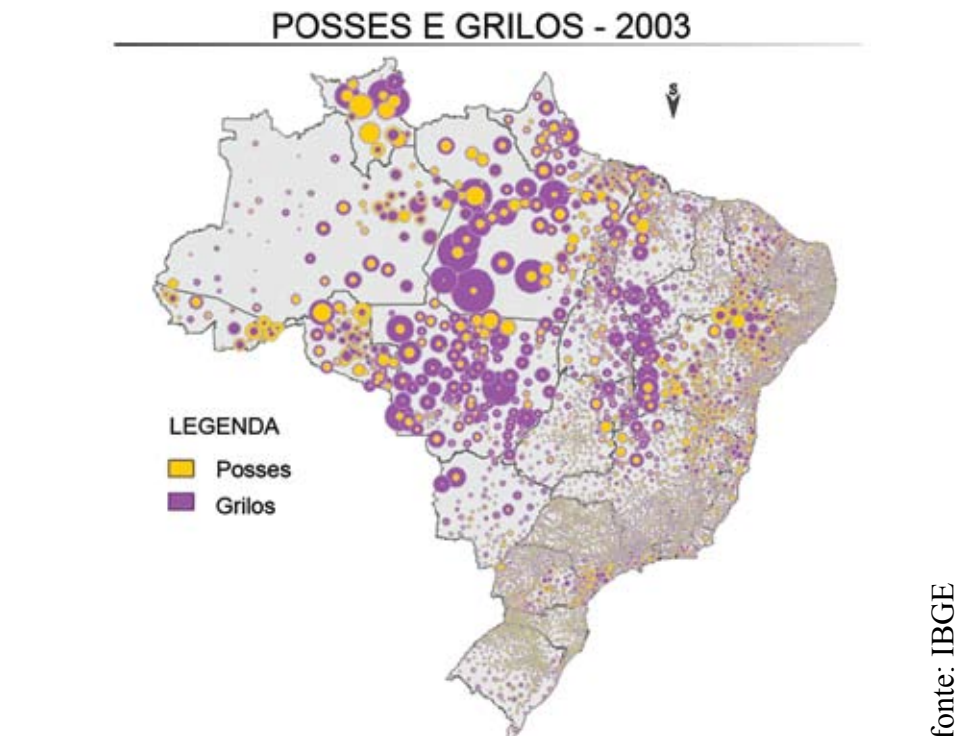 POSSES E GRILOS - 2003
S
LEGENDA
Posses
Grilos
fonte: IBGE